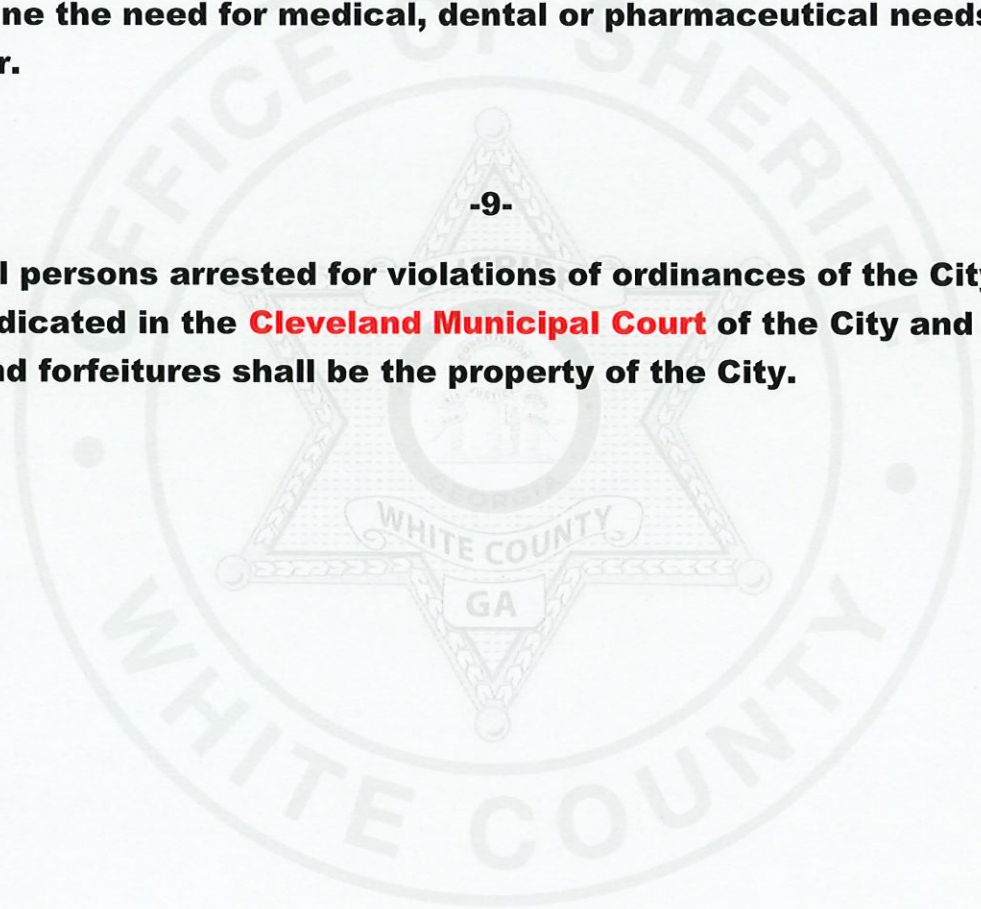 ne the need for medical, dental or pharmaceutical needs
r.
-9-
l persons arrested for violations of ordinances of the City
dicated in the Cleveland Municipal Court of the City and
nd forfeitures shall be the property of the City.
OFFICE OF SHERIFF
GEORGIA
WHITE COUNTY
GA
WHITE COUNTY